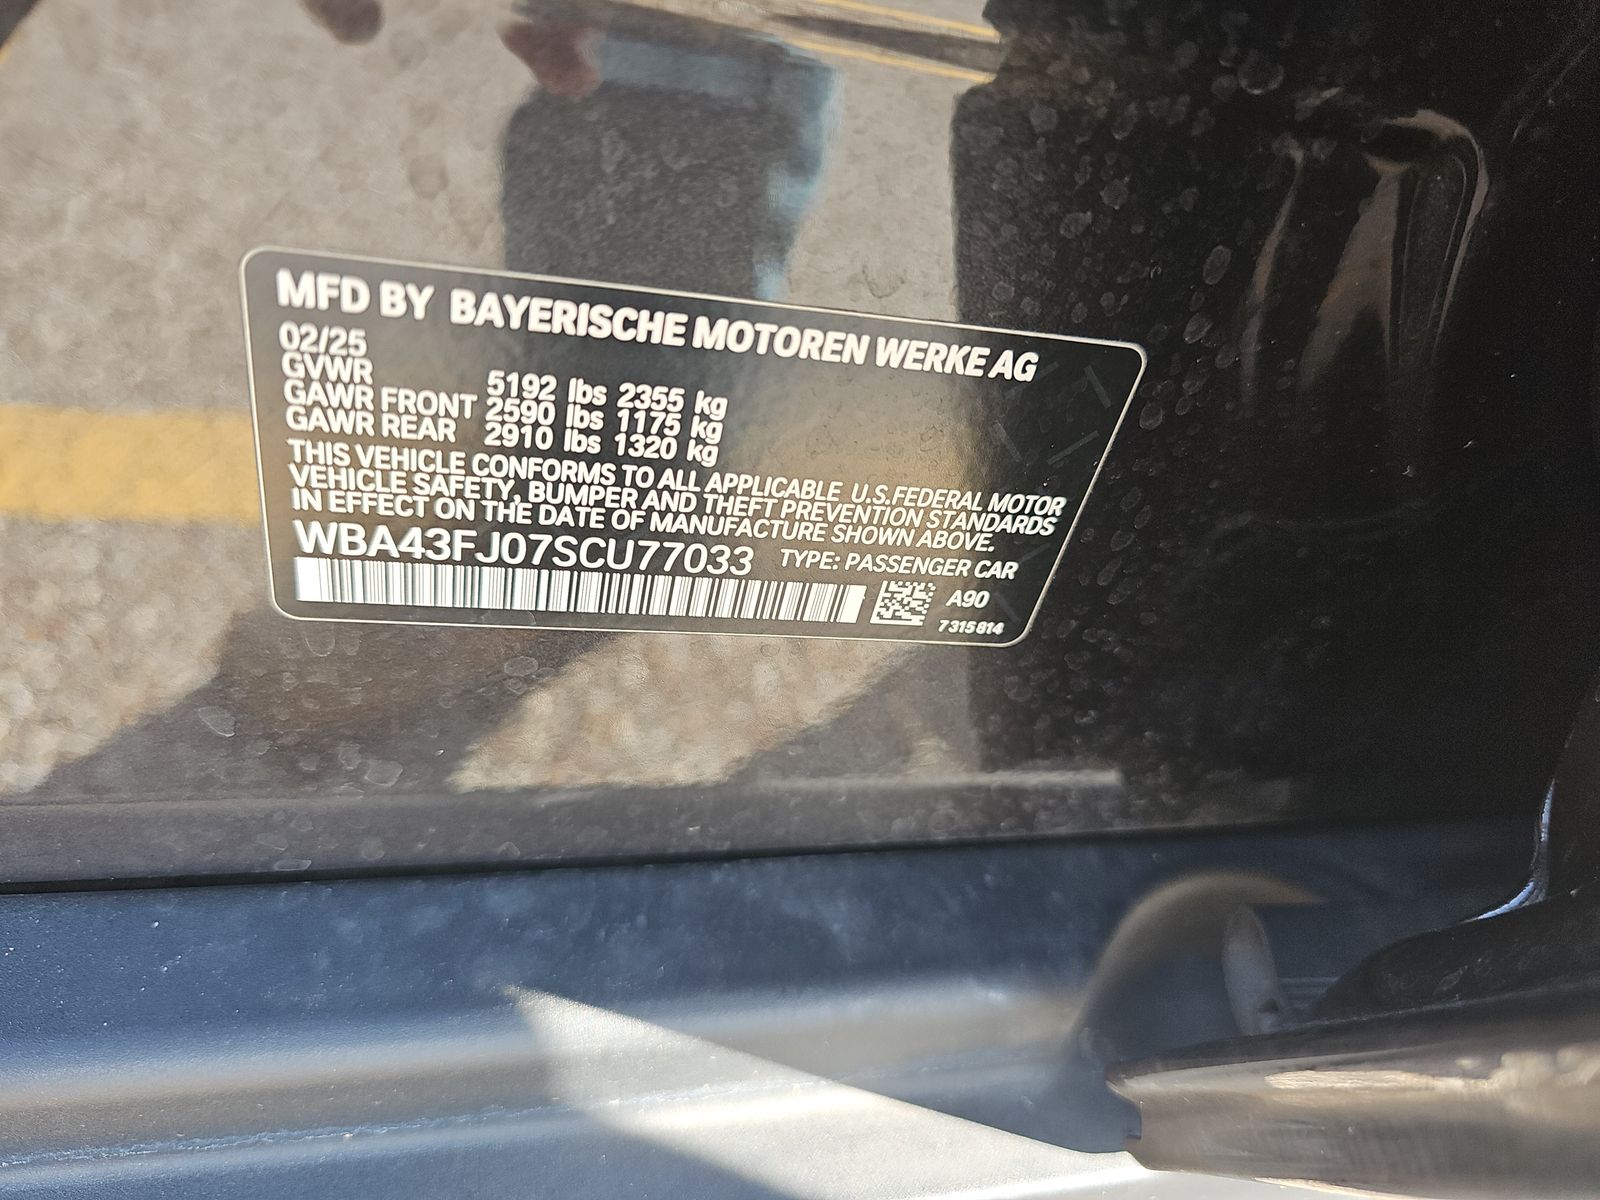 MFD BY BAYERISCHE MOTOREN WERKE AG
02/25
GVWR 5192 lbs 2355 kg
GAWR FRONT 2590 lbs 1175 kg
GAWR REAR 2910 lbs 1320 kg
THIS VEHICLE CONFORMS TO ALL APPLICABLE U.S.FEDERAL MOTOR
VEHICLE SAFETY, BUMPER AND THEFT PREVENTION STANDARDS
IN EFFECT ON THE DATE OF MANUFACTURE SHOWN ABOVE.
WBA43FJ07SCU77033 TYPE: PASSENGER CAR
A90
7315814